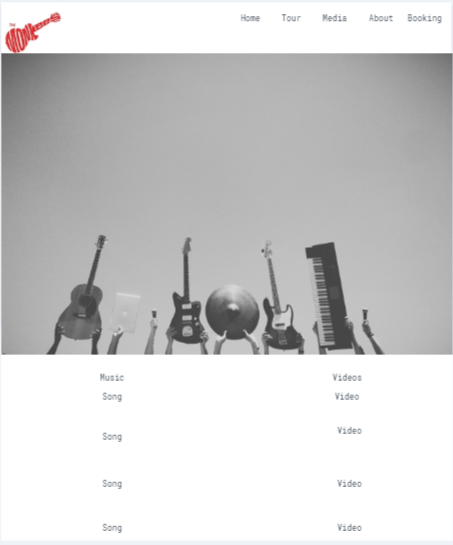 THE
MONKEES
Home Tour Media About Booking
Music Videos
Song Video
Song Video
Song Video
Song Video